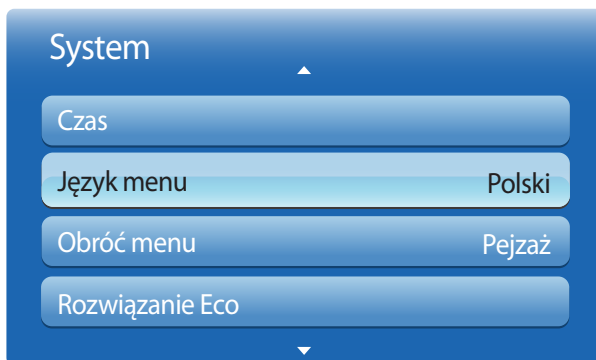 System
Czas
Język menu Polski
Obróć menu Pejzaż
Rozwiązanie Eco